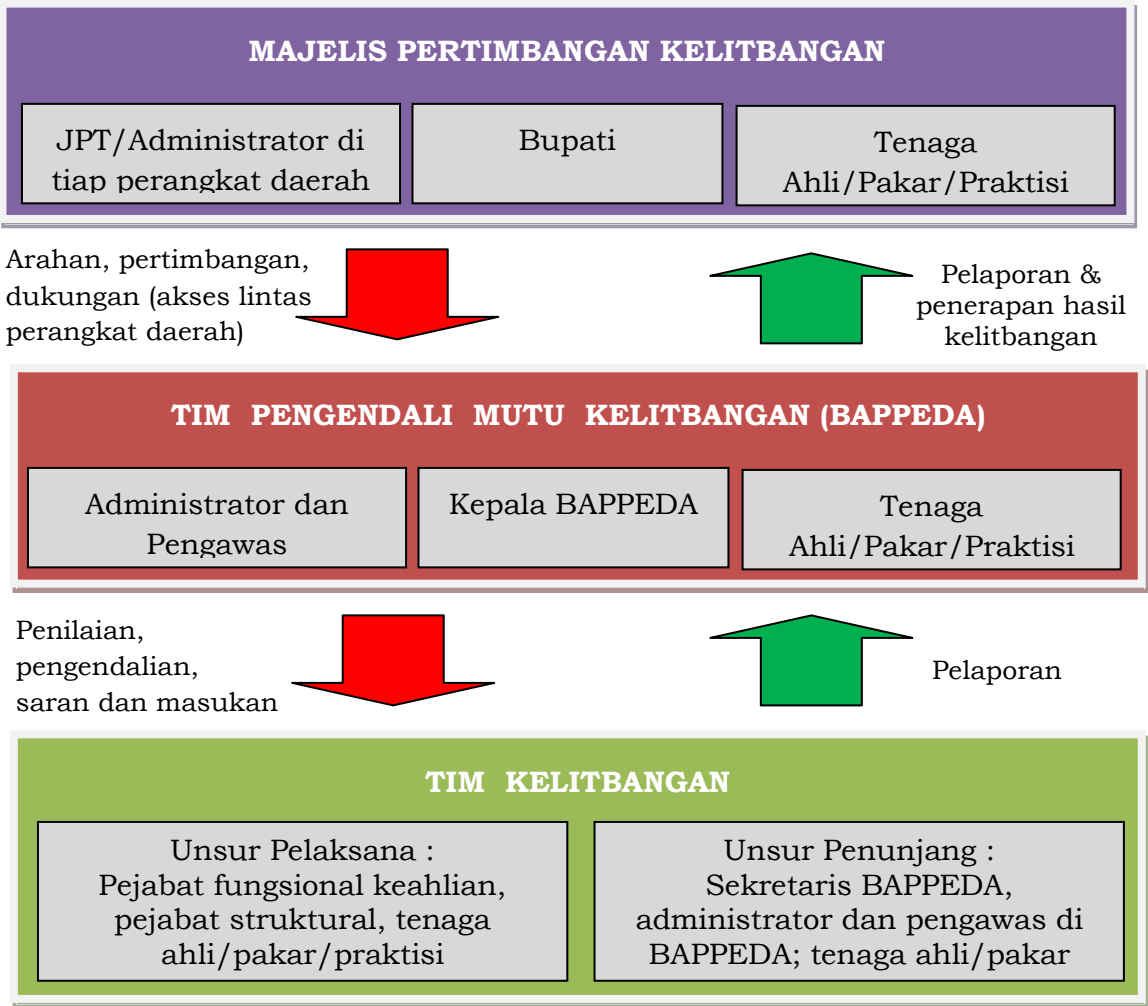 MAJELIS PERTIMBANGAN KELITBANGAN
JPT/Administrator di
tiap perangkat daerah
Bupati
Tenaga
Ahli/Pakar/Praktisi
Arahan, pertimbangan,
dukungan (akses lintas
perangkat daerah)
Pelaporan &
penerapan hasil
kelitbangan
TIM PENGENDALI MUTU KELITBANGAN (BAPPEDA)
Administrator dan
Pengawas
Kepala BAPPEDA
Tenaga
Ahli/Pakar/Praktisi
Penilaian,
pengendalian,
saran dan masukan
Pelaporan
TIM KELITBANGAN
Unsur Pelaksana :
Pejabat fungsional keahlian,
pejabat struktural, tenaga
ahli/pakar/praktisi
Unsur Penunjang :
Sekretaris BAPPEDA,
administrator dan pengawas di
BAPPEDA; tenaga ahli/pakar